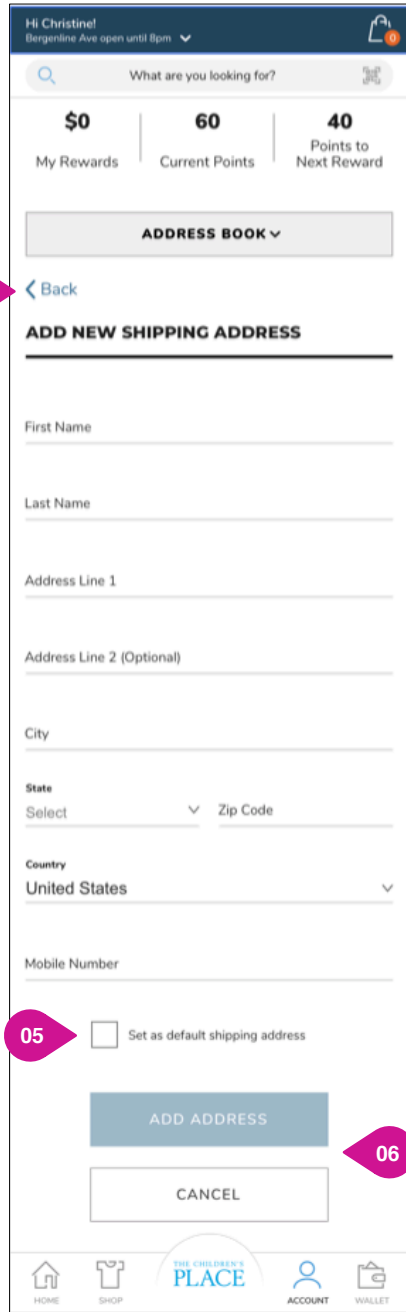 Hi Christine!
Bergenline Ave open until 8pm
0
What are you looking for?
$0 60 40
My Rewards Current Points Points to
Next Reward
ADDRESS BOOK
Back
ADD NEW SHIPPING ADDRESS
First Name
Last Name
Address Line 1
Address Line 2 (Optional)
City
State
Select Zip Code
Country
United States
Mobile Number
05 Set as default shipping address
ADD ADDRESS
06
CANCEL
THE CHILDREN'S
PLACE
HOME SHOP ACCOUNT WALLET